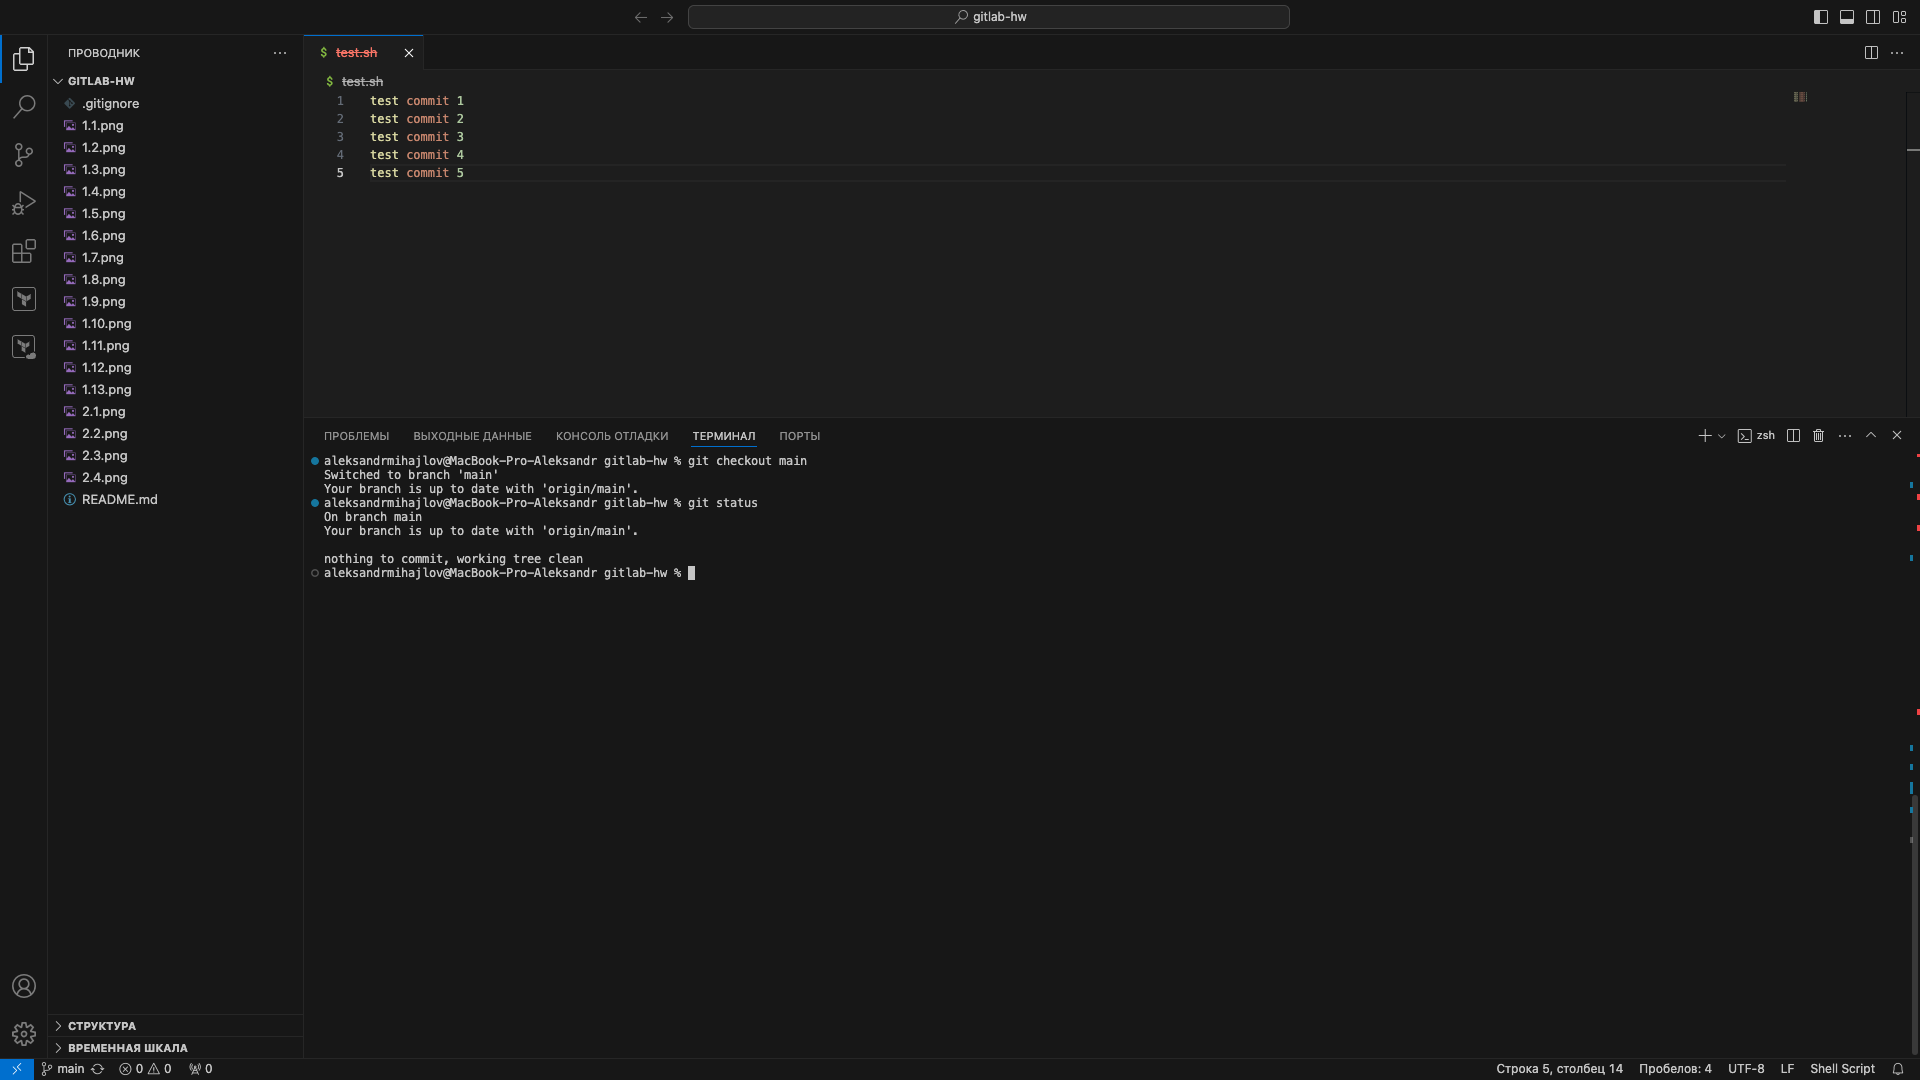 gitlab-hw
ПРОВОДНИК
GITLAB-HW
.gitignore
1.1.png
1.2.png
1.3.png
1.4.png
1.5.png
1.6.png
1.7.png
1.8.png
1.9.png
1.10.png
1.11.png
1.12.png
1.13.png
2.1.png
2.2.png
2.3.png
2.4.png
README.md
СТРУКТУРА
ВРЕМЕННАЯ ШКАЛА
$ test.sh
$ test.sh
1 test commit 1
2 test commit 2
3 test commit 3
4 test commit 4
5 test commit 5
ПРОБЛЕМЫ ВЫХОДНЫЕ ДАННЫЕ КОНСОЛЬ ОТЛАДКИ ТЕРМИНАЛ ПОРТЫ zsh
aleksandrmihajlov@MacBook-Pro-Aleksandr gitlab-hw % git checkout main
Switched to branch 'main'
Your branch is up to date with 'origin/main'.
aleksandrmihajlov@MacBook-Pro-Aleksandr gitlab-hw % git status
On branch main
Your branch is up to date with 'origin/main'.
nothing to commit, working tree clean
aleksandrmihajlov@MacBook-Pro-Aleksandr gitlab-hw %
main 0 0 0 Строка 5, столбец 14 Пробелов: 4 UTF-8 LF Shell Script